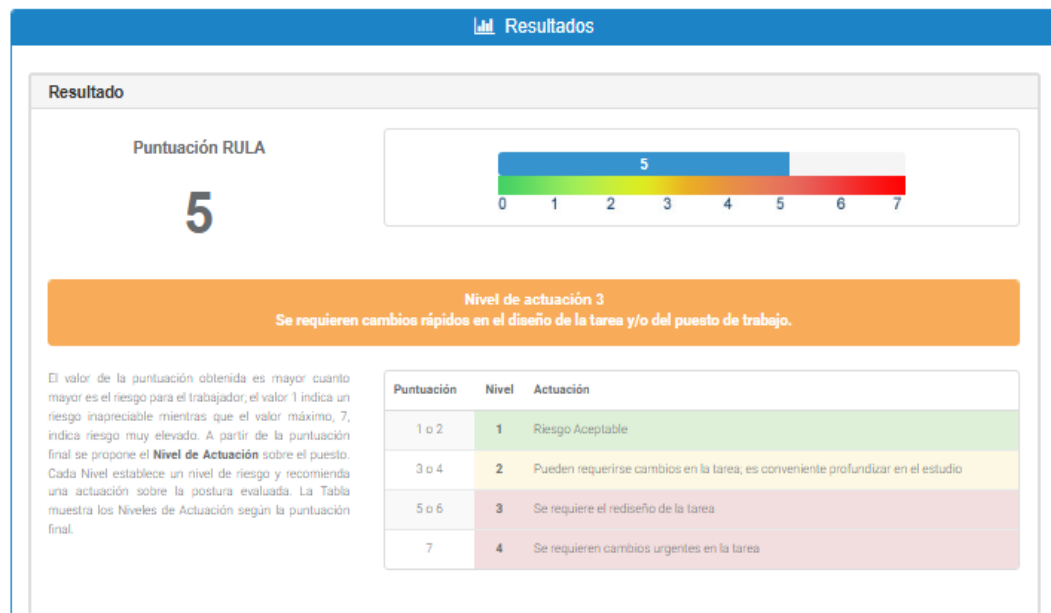 Resultados
Resultado
Puntuación RULA
5
5
0 1 2 3 4 5 6 7
Nivel de actuación 3
Se requieren cambios rápidos en el diseño de la tarea y/o del puesto de trabajo.
El valor de la puntuación obtenida es mayor cuanto
mayor es el riesgo para el trabajador; el valor 1 indica un
riesgo inapreciable mientras que el valor máximo, 7,
indica riesgo muy elevado. A partir de la puntuación
final se propone el Nivel de Actuación sobre el puesto.
Cada Nivel establece un nivel de riesgo y recomienda
una actuación sobre la postura evaluada. La Tabla
muestra los Niveles de Actuación según la puntuación
final.
Puntuación Nivel Actuación
1 o 2 1 Riesgo Aceptable
3 o 4 2 Pueden requerirse cambios en la tarea; es conveniente profundizar en el estudio
5 o 6 3 Se requiere el rediseño de la tarea
7 4 Se requieren cambios urgentes en la tarea